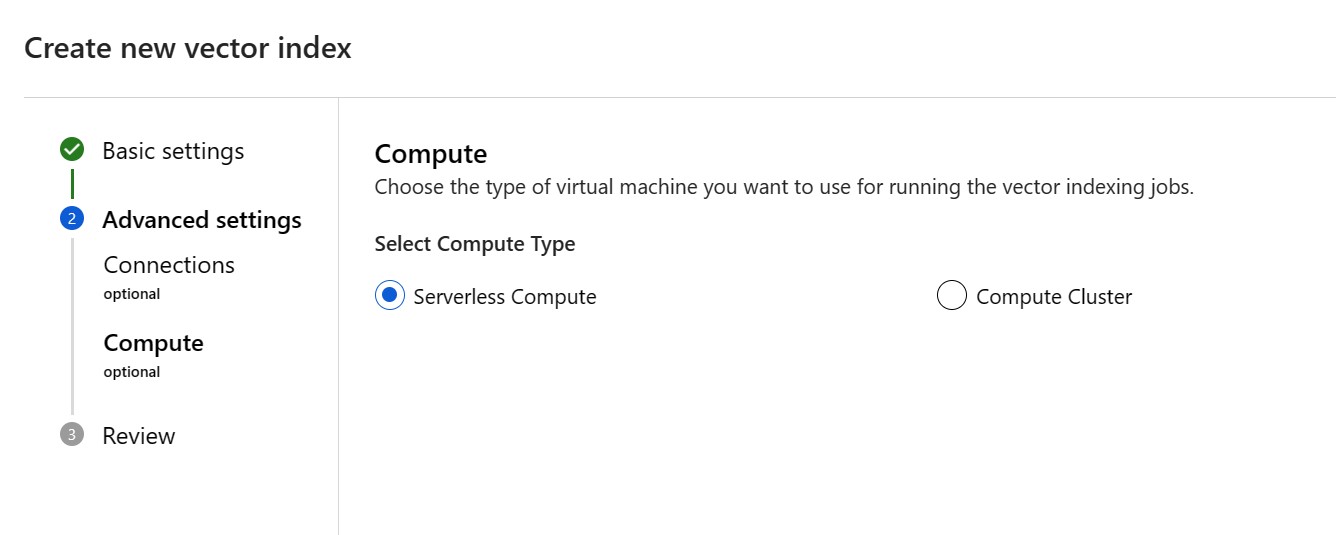 Create new vector index
Basic settings
2 Advanced settings
Connections
optional
Compute
optional
3 Review
Compute
Choose the type of virtual machine you want to use for running the vector indexing jobs.
Select Compute Type
Serverless Compute
Compute Cluster